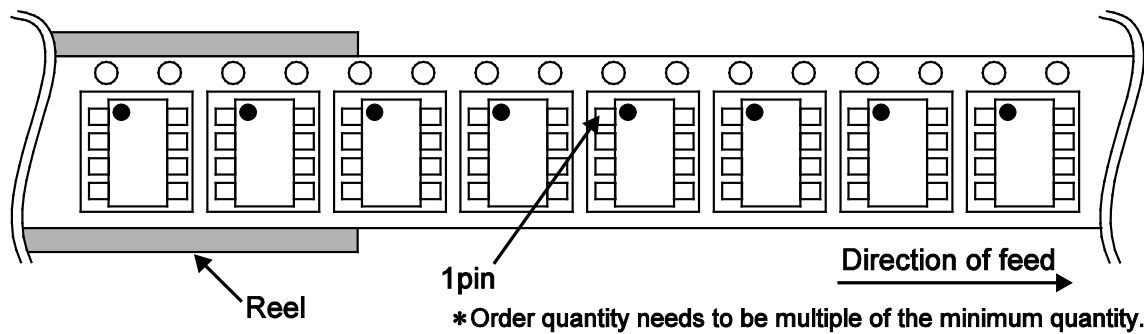 Direction of feed
1pin
Reel
*Order quantity needs to be multiple of the minimum quantity.